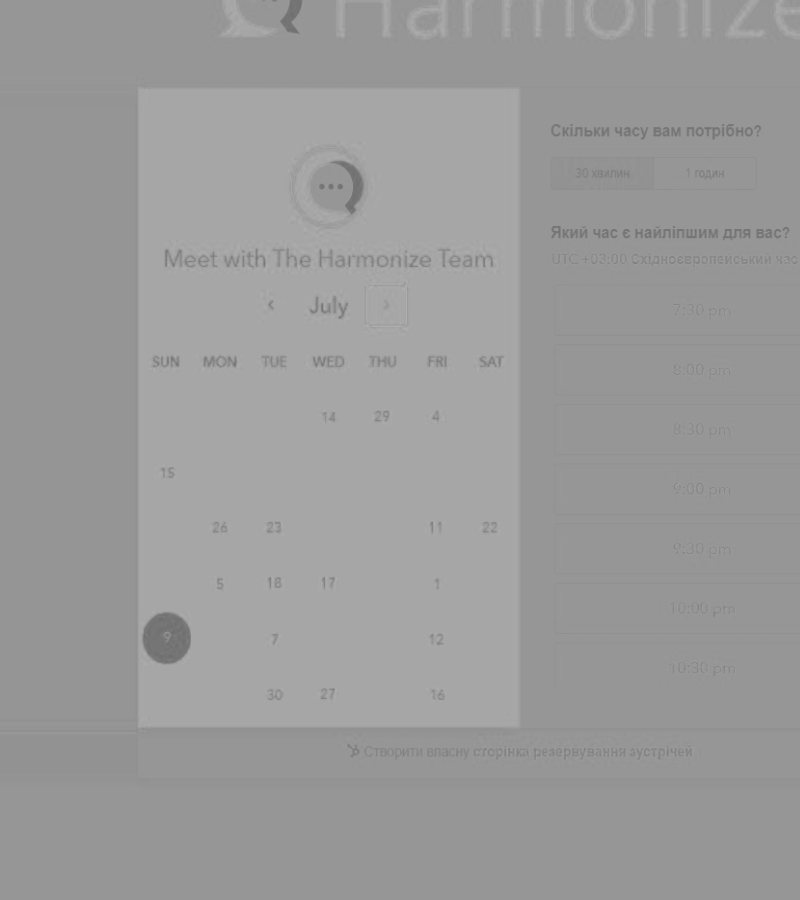 Harmonize
Meet with The Harmonize Team
July
SUN MON TUE WED THU FRI SAT
14 29 4
15
26 23 11 22
5 18 17 1
9 7 12
30 27 16
Скільки часу вам потрібно?
30 хвилин 1 годин
Який час є найліпшим для вас?
UTC +03:00 Східноєвропейський час
7:30 pm
8:00 pm
8:30 pm
9:00 pm
9:30 pm
10:00 pm
10:30 pm
Створити власну сторінка резервування зустрічей